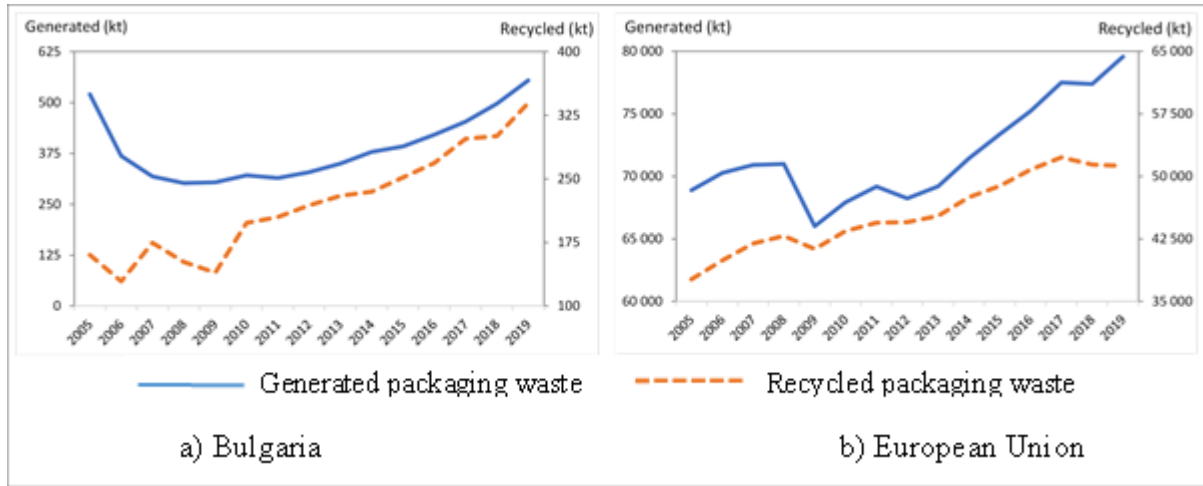 Generated (kt)
Recycled (kt)
625
500
375
250
125
0
400
325
250
175
100
2005 2006 2007 2008 2009 2010 2011 2012 2013 2014 2015 2016 2017 2018 2019
Generated (kt)
Recycled (kt)
80 000
75 000
70 000
65 000
60 000
65 000
57 500
50 000
42 500
35 000
2005 2006 2007 2008 2009 2010 2011 2012 2013 2014 2015 2016 2017 2018 2019
Generated packaging waste
Recycled packaging waste
a) Bulgaria
b) European Union